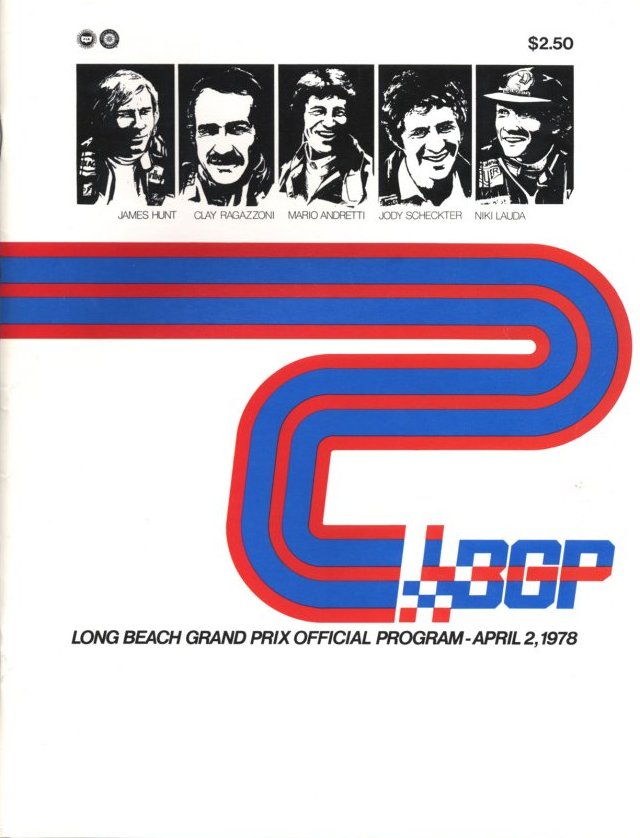 $2.50
JAMES HUNT CLAY RAGAZZONI MARIO ANDRETTI JODY SCHECKTER NIKI LAUDA
LBGP
LONG BEACH GRAND PRIX OFFICIAL PROGRAM-APRIL 2,1978